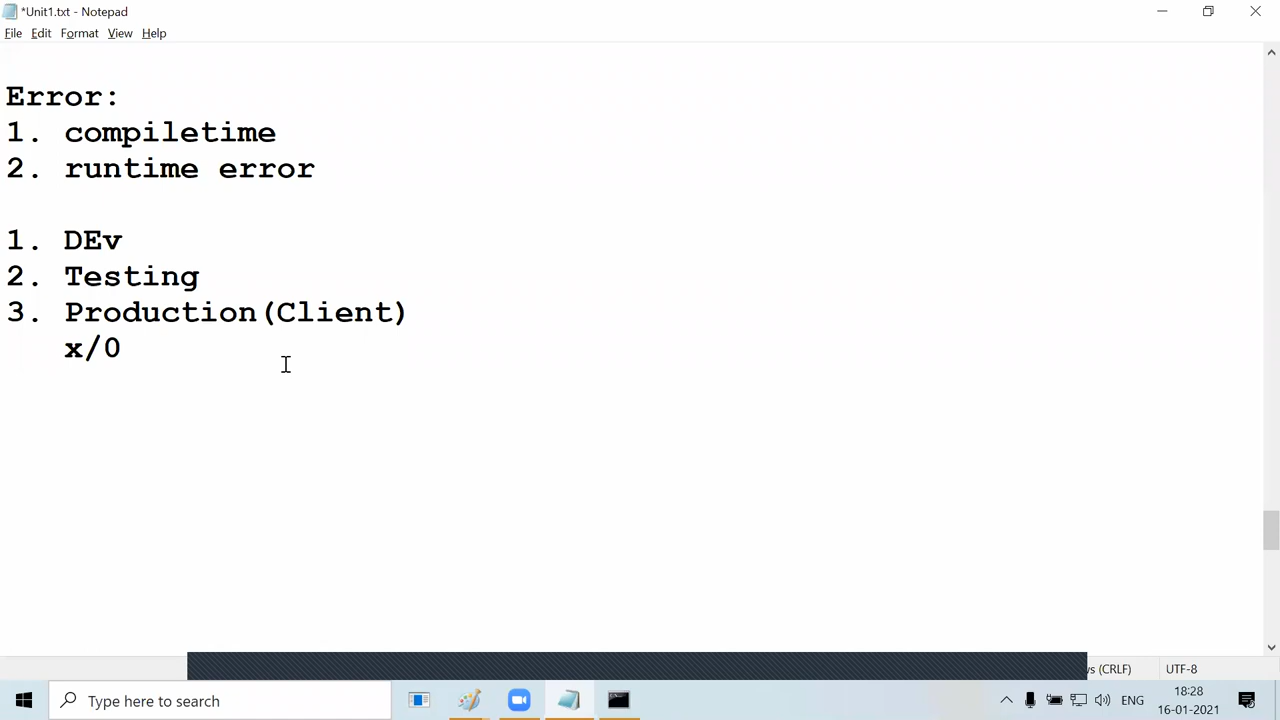 *Unit1.txt - Notepad
File Edit Format View Help
Error:
1. compiletime
2. runtime error
1. DEv
2. Testing
3. Production(Client)
x/0
(CRLF) UTF-8
Type here to search
ENG
18:28
16-01-2021